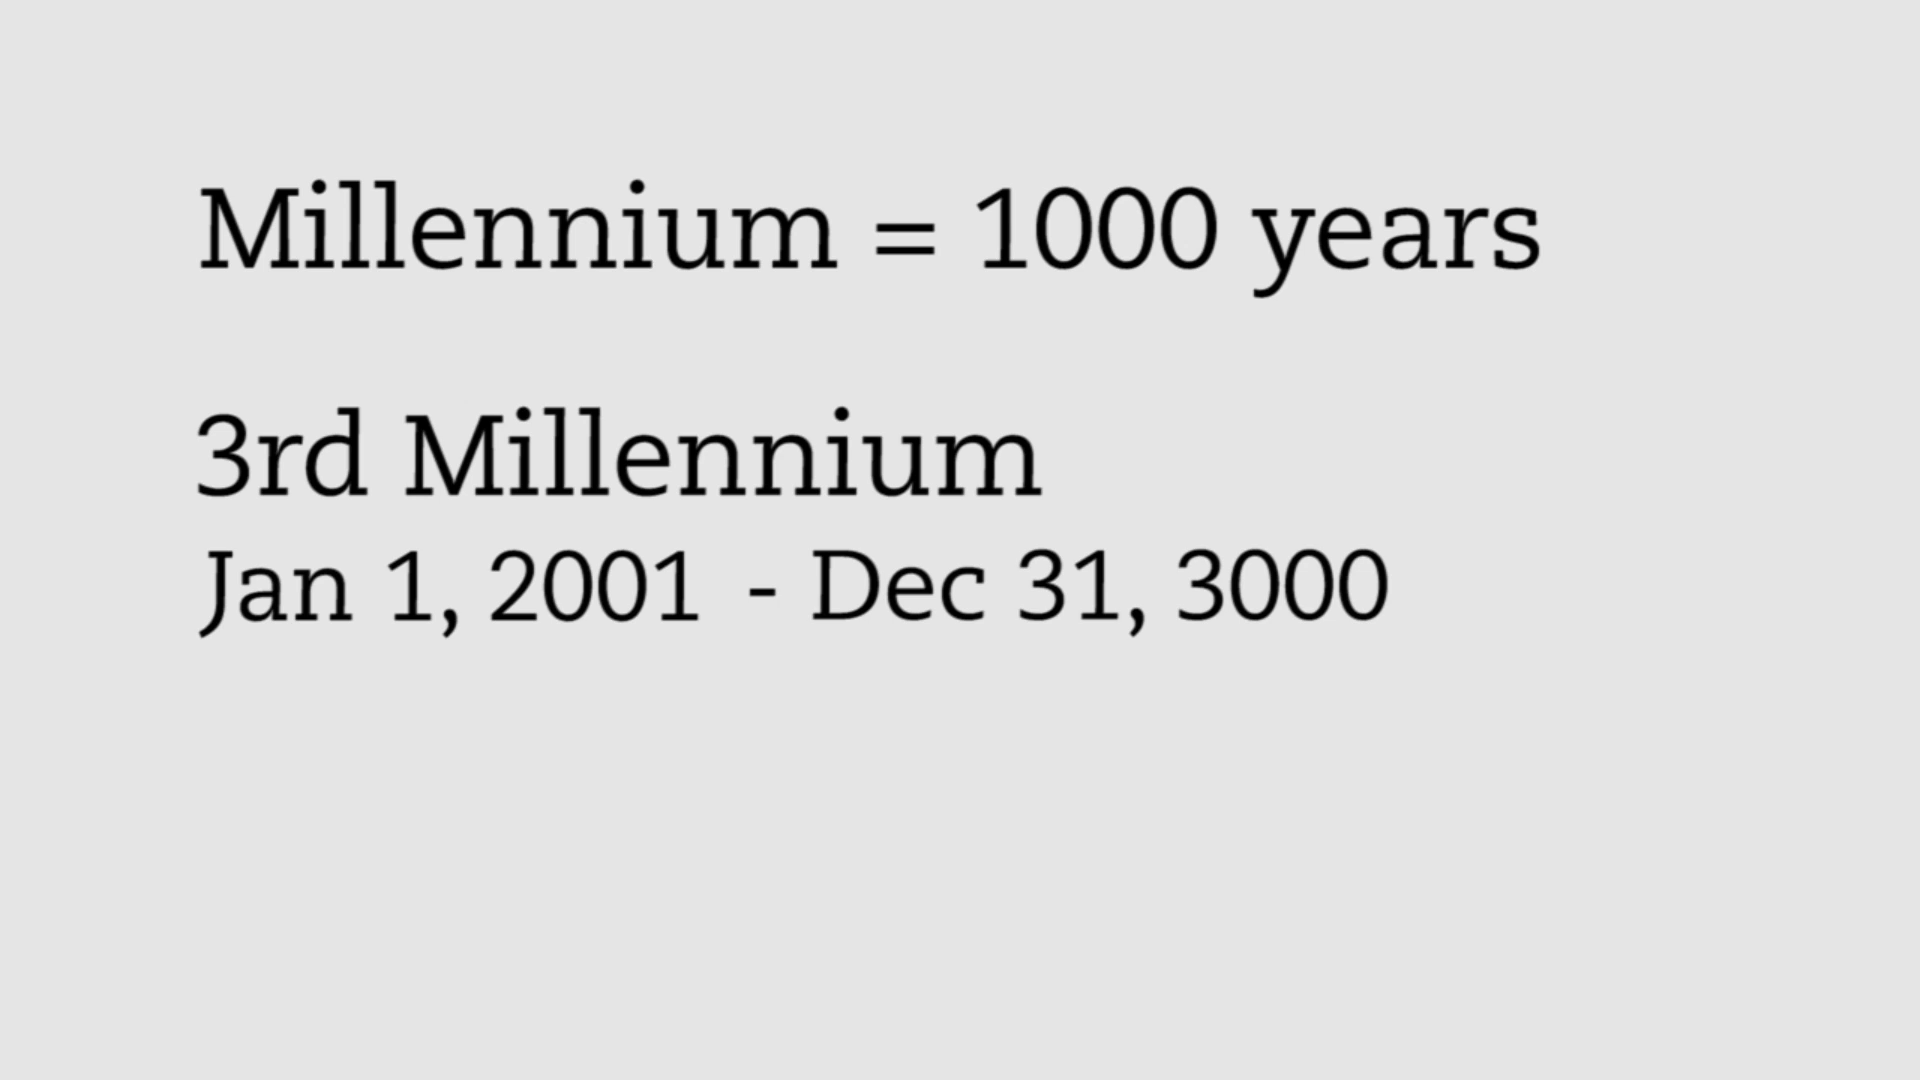 Millennium = 1000 years
3rd Millennium
Jan 1, 2001 - Dec 31, 3000